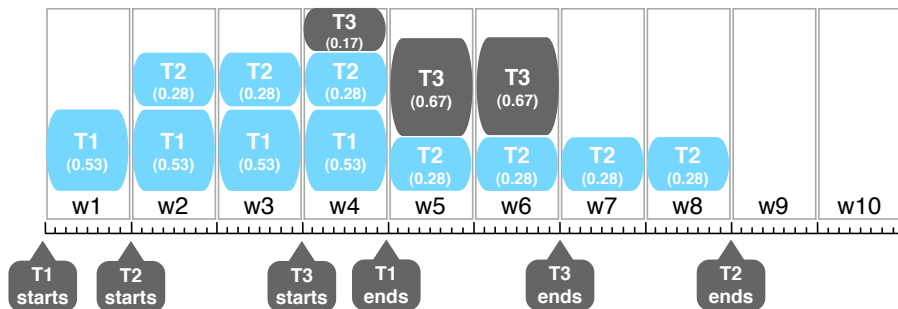 T3
(0.17)
T2
(0.28)
T2
(0.28)
T2
(0.28)
T3
(0.67)
T3
(0.67)
T1
(0.53)
T1
(0.53)
T1
(0.53)
T1
(0.53)
T2
(0.28)
T2
(0.28)
T2
(0.28)
T2
(0.28)
w1 w2 w3 w4 w5 w6 w7 w8 w9 w10
T1
starts
T2
starts
T3
starts
T1
ends
T3
ends
T2
ends